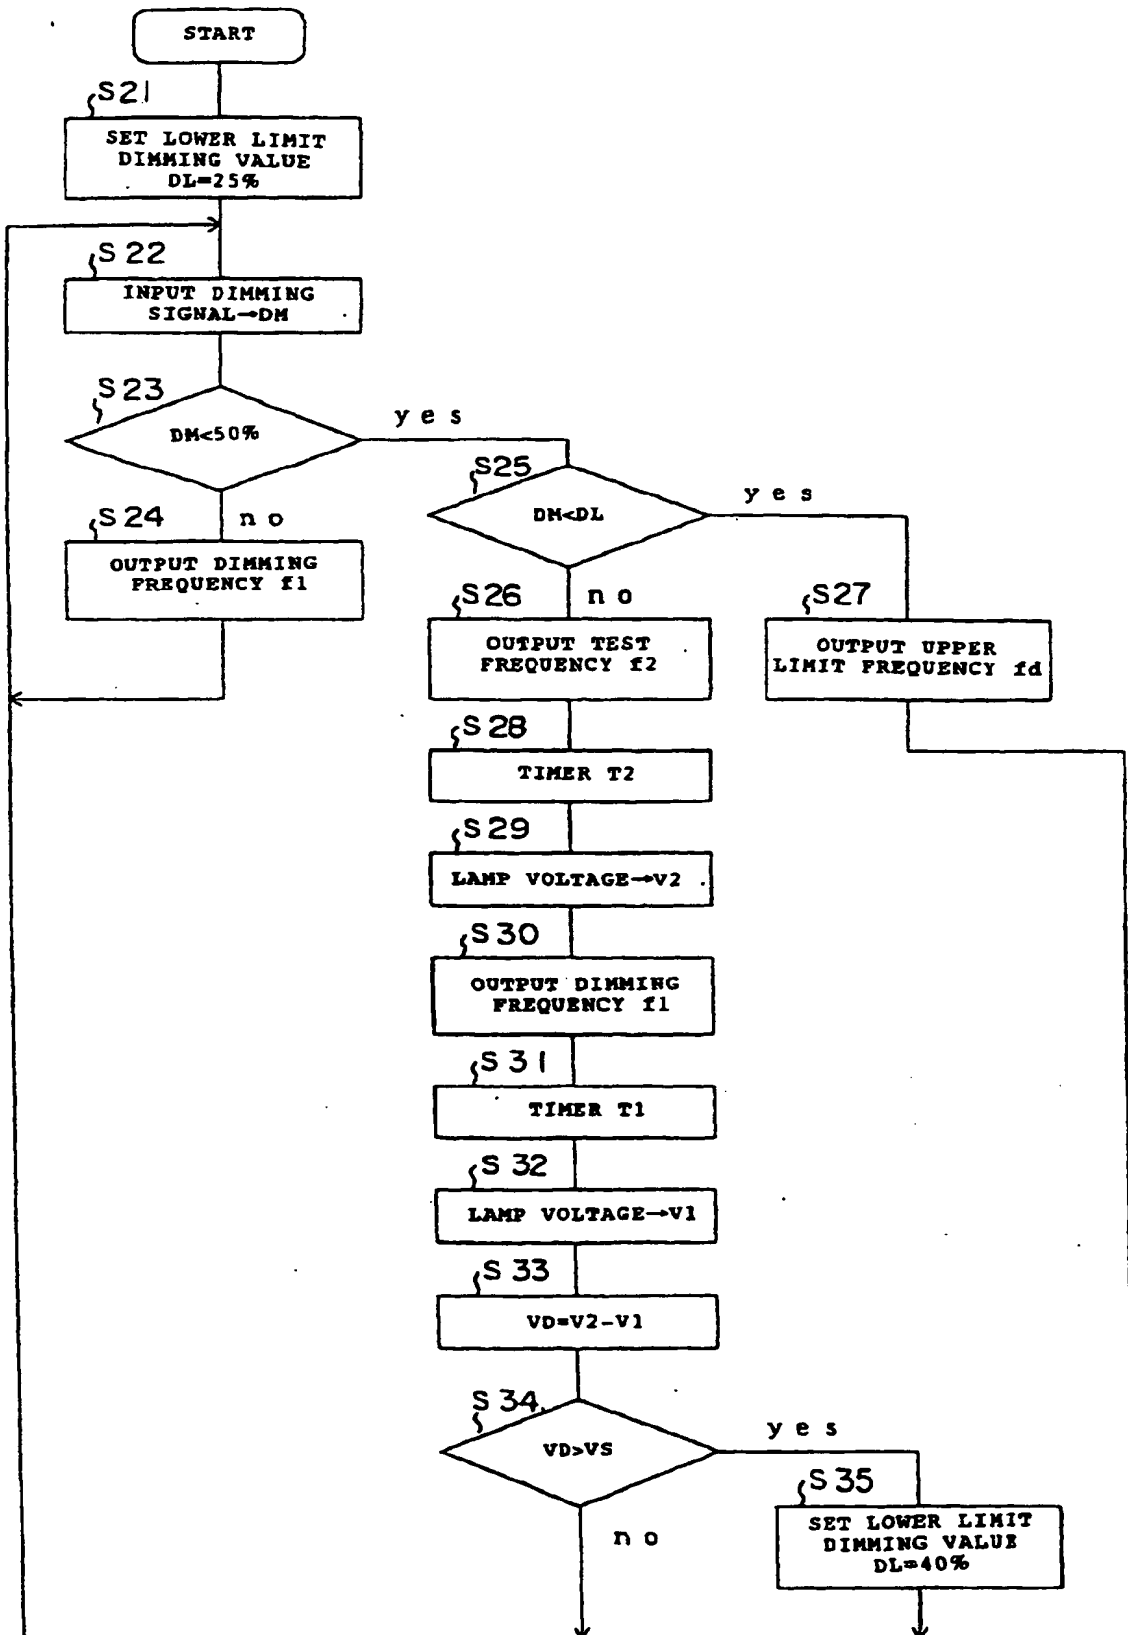 START
S21
SET LOWER LIMIT
DIMMING VALUE
DL=25%
S22
INPUT DIMMING
SIGNAL→DM
S23
DM<50%
yes
S24
no
OUTPUT DIMMING
FREQUENCY f1
S25
DM<DL
yes
S26
no
OUTPUT TEST
FREQUENCY f2
S27
OUTPUT UPPER
LIMIT FREQUENCY fd
S28
TIMER T2
S29
LAMP VOLTAGE→V2
S30
OUTPUT DIMMING
FREQUENCY f1
S31
TIMER T1
S32
LAMP VOLTAGE→V1
S33
VD=V2-V1
S34
VD>VS
yes
no
S35
SET LOWER LIMIT
DIMMING VALUE
DL=40%